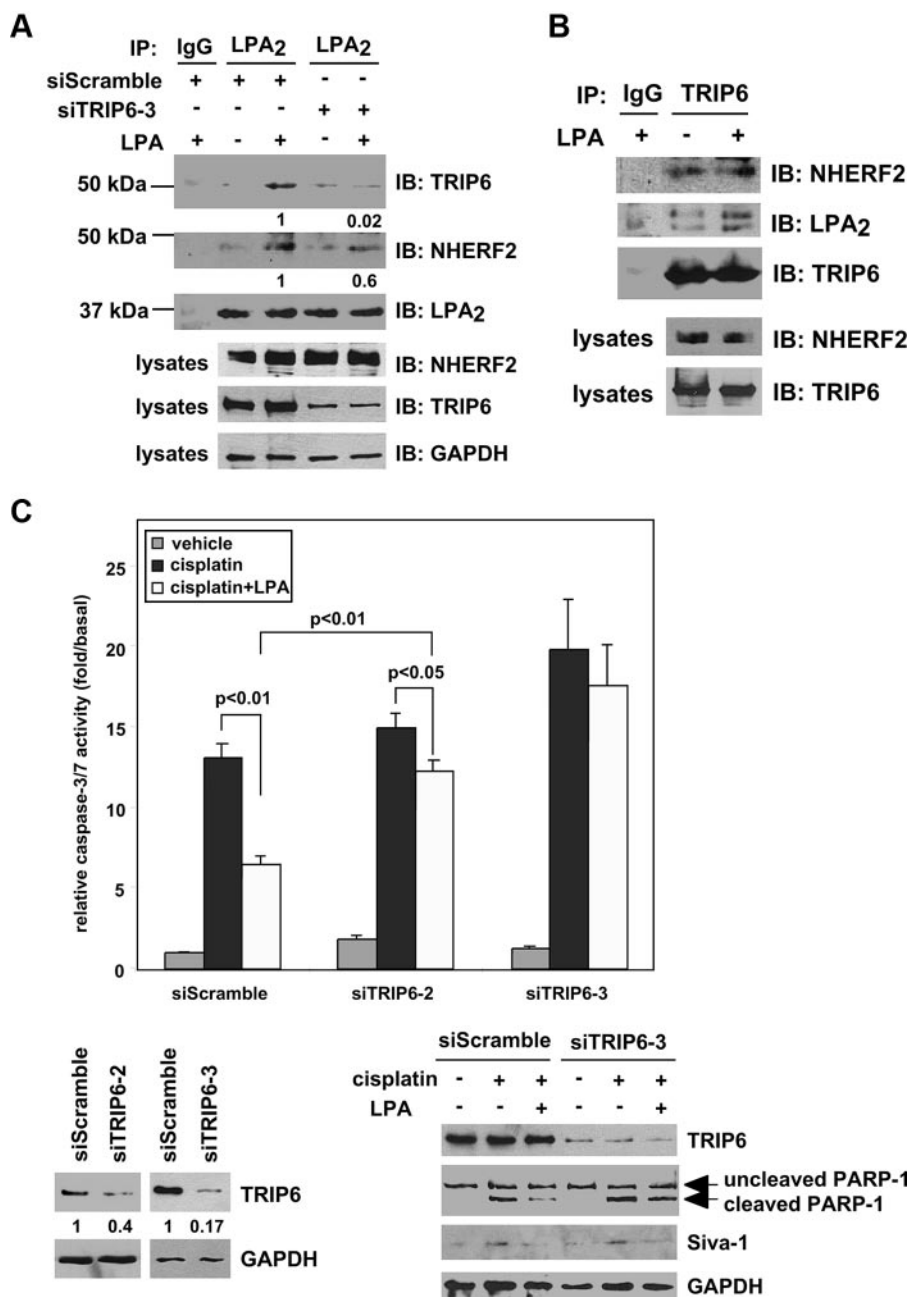 A
IP: IgG LPA2 LPA2
siScramble + + + - -
siTRIP6-3 - - - + +
LPA + - + - +
50 kDa IB: TRIP6
1 0.02
50 kDa IB: NHERF2
1 0.6
37 kDa IB: LPA2
lysates IB: NHERF2
lysates IB: TRIP6
lysates IB: GAPDH
B
IP: IgG TRIP6
LPA + - +
IB: NHERF2
IB: LPA2
IB: TRIP6
lysates IB: NHERF2
lysates IB: TRIP6
C
relative caspase-3/7 activity (fold/basal)
25
20
15
10
5
0
vehicle
cisplatin
cisplatin+LPA
p<0.01
p<0.01
p<0.05
siScramble siTRIP6-2 siTRIP6-3
siScramble siTRIP6-2 siScramble siTRIP6-3
TRIP6
1 0.4 1 0.17
GAPDH
siScramble siTRIP6-3
cisplatin - + + - + +
LPA - - + - - +
TRIP6
uncleaved PARP-1
cleaved PARP-1
Siva-1
GAPDH